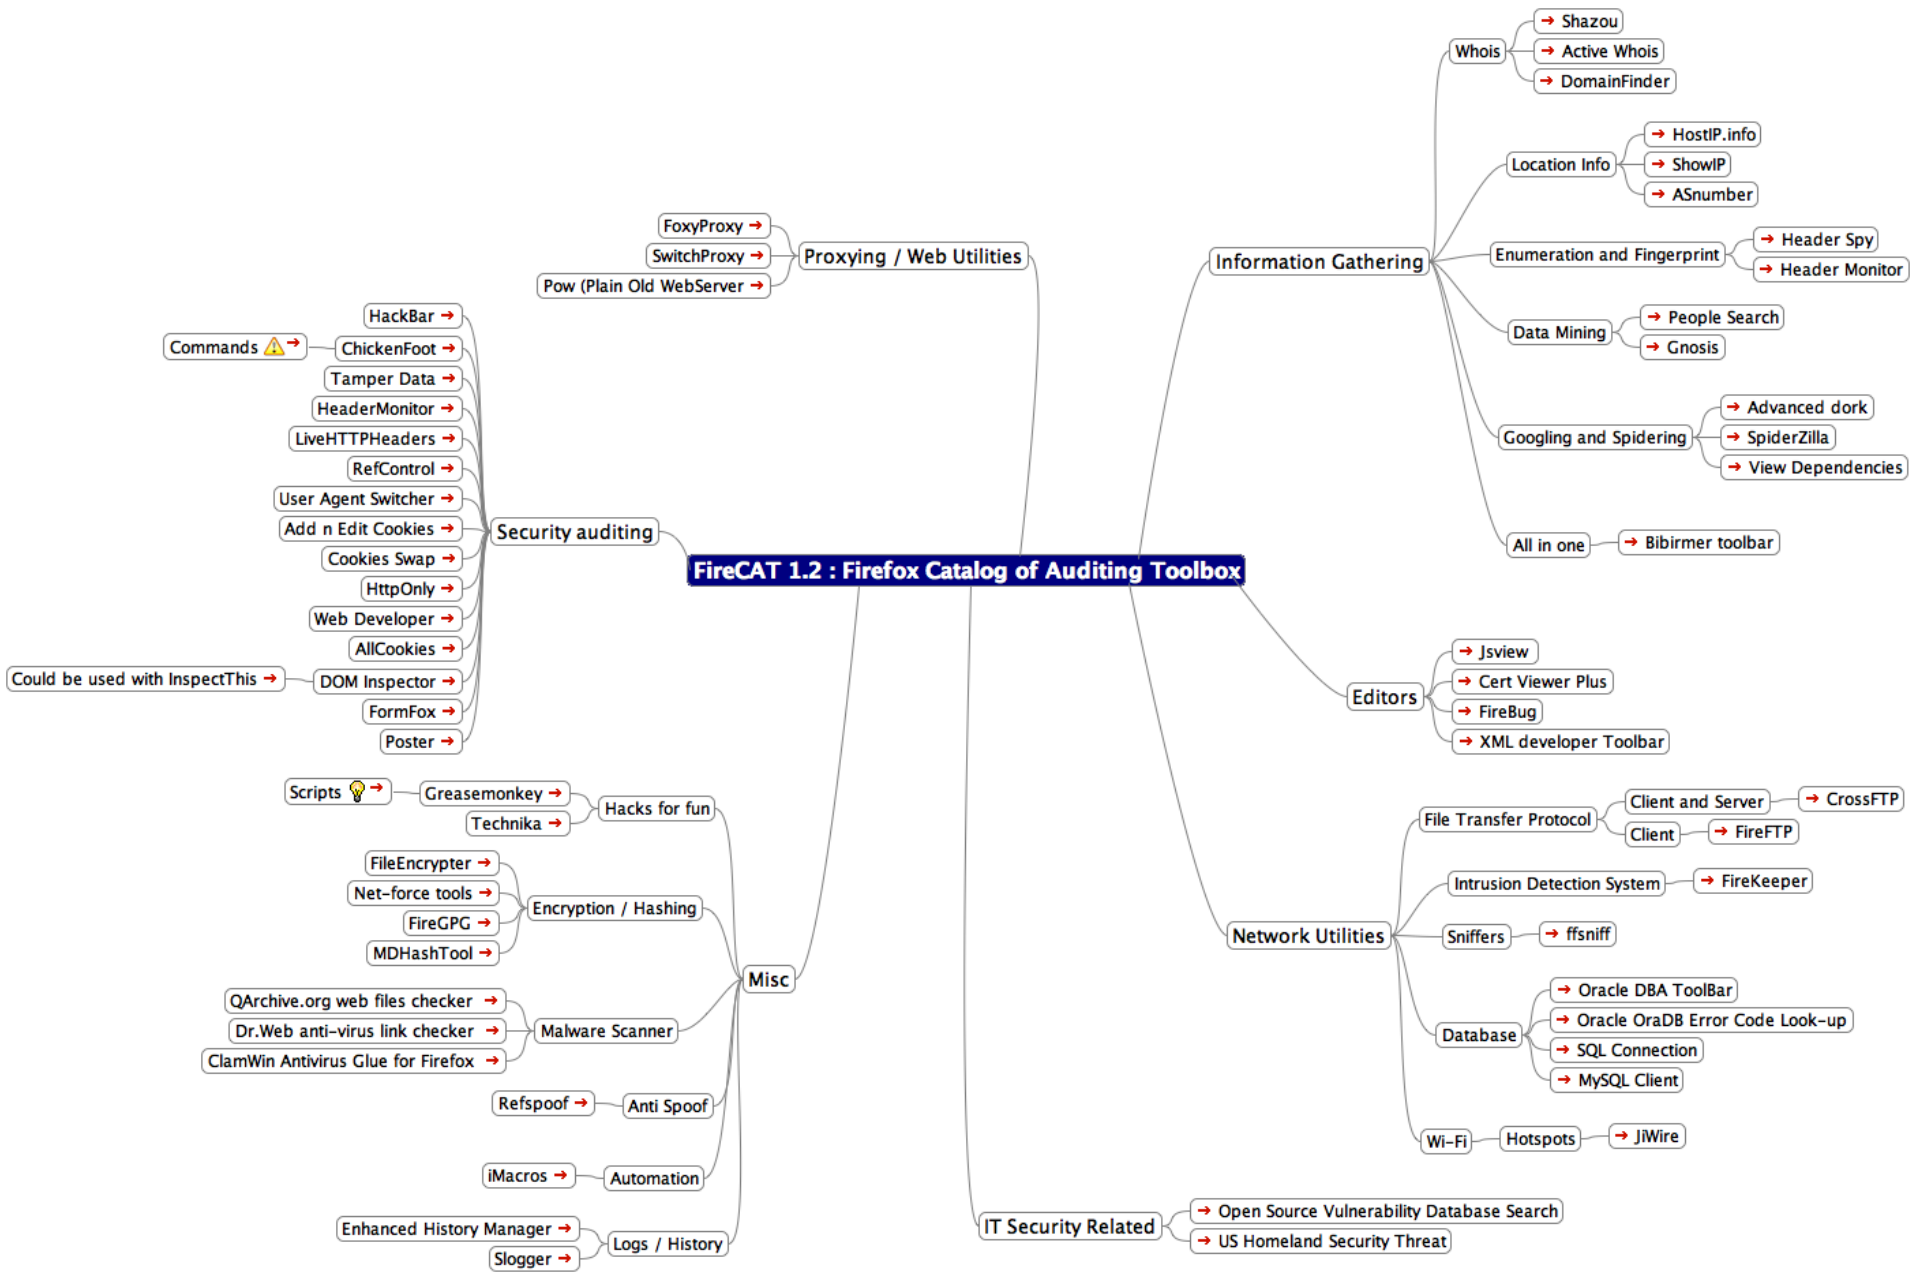 FireCAT 1.2 : Firefox Catalog of Auditing Toolbox
Information Gathering
Whois
Shazou
Active Whois
DomainFinder
Location Info
HostIP.info
ShowIP
ASnumber
Enumeration and Fingerprint
Header Spy
Header Monitor
Data Mining
People Search
Gnosis
Googling and Spidering
Advanced dork
SpiderZilla
View Dependencies
All in one
Bibirmer toolbar
Editors
Jsview
Cert Viewer Plus
FireBug
XML developer Toolbar
Network Utilities
File Transfer Protocol
Client and Server
CrossFTP
Client
FireFTP
Intrusion Detection System
FireKeeper
Sniffers
ffsniff
Database
Oracle DBA ToolBar
Oracle OraDB Error Code Look-up
SQL Connection
MySQL Client
Wi-Fi
Hotspots
JiWire
IT Security Related
Open Source Vulnerability Database Search
US Homeland Security Threat
Proxying / Web Utilities
FoxyProxy
SwitchProxy
Pow (Plain Old WebServer
Security auditing
HackBar
ChickenFoot
Commands
Tamper Data
HeaderMonitor
LiveHTTPHeaders
RefControl
User Agent Switcher
Add n Edit Cookies
Cookies Swap
HttpOnly
Web Developer
AllCookies
DOM Inspector
Could be used with InspectThis
FormFox
Poster
Misc
Hacks for fun
Greasemonkey
Scripts
Technika
Encryption / Hashing
FileEncrypter
Net-force tools
FireGPG
MDHashTool
Malware Scanner
QArchive.org web files checker
Dr.Web anti-virus link checker
ClamWin Antivirus Glue for Firefox
Anti Spoof
Refspoof
Automation
iMacros
Logs / History
Enhanced History Manager
Slogger